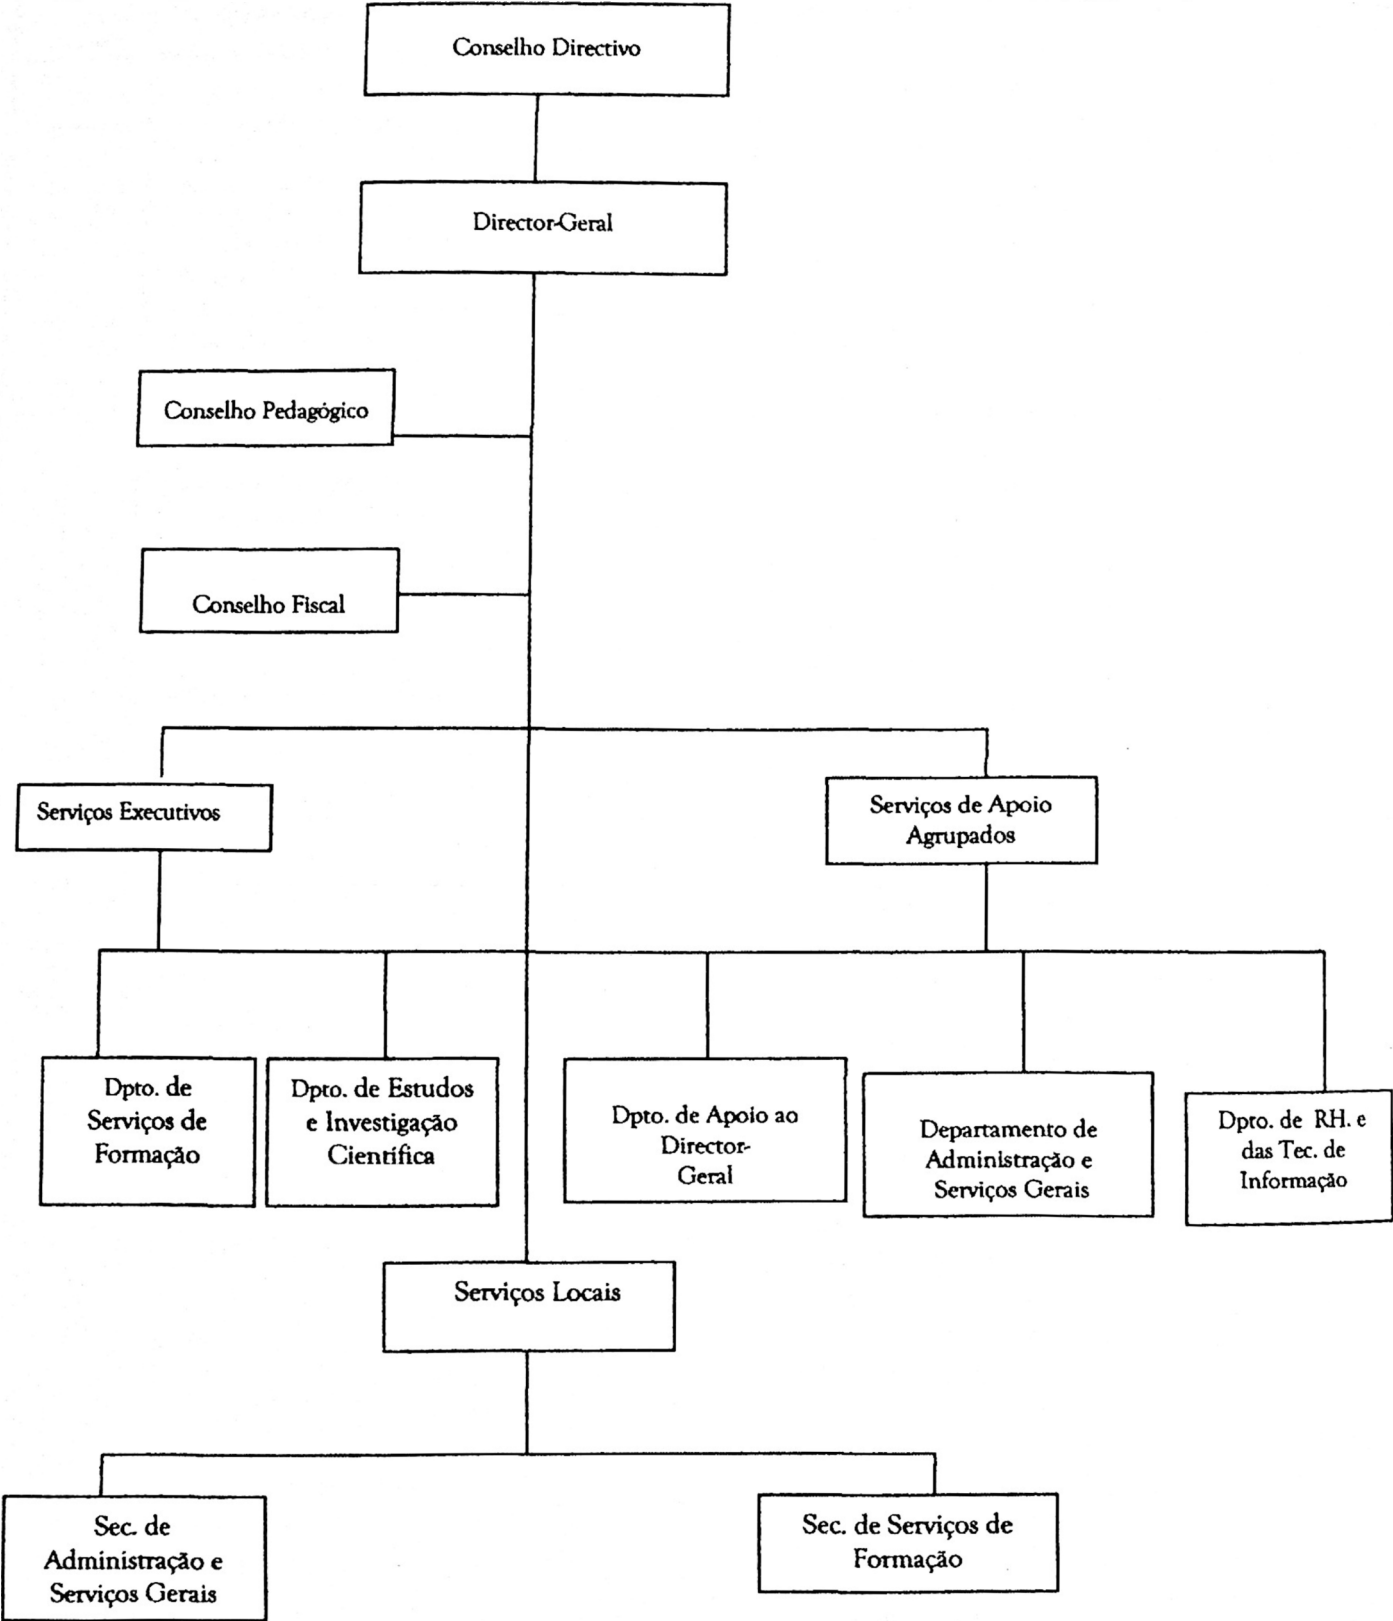 Conselho Directivo
Director-Geral
Conselho Pedagógico
Conselho Fiscal
Serviços Executivos
Serviços de Apoio
Agrupados
Dpto. de
Serviços de
Formação
Dpto. de Estudos
e Investigação
Científica
Dpto. de Apoio ao
Director-
Geral
Departamento de
Administração e
Serviços Gerais
Dpto. de RH. e
das Tec. de
Informação
Serviços Locais
Sec. de
Administração e
Serviços Gerais
Sec. de Serviços de
Formação